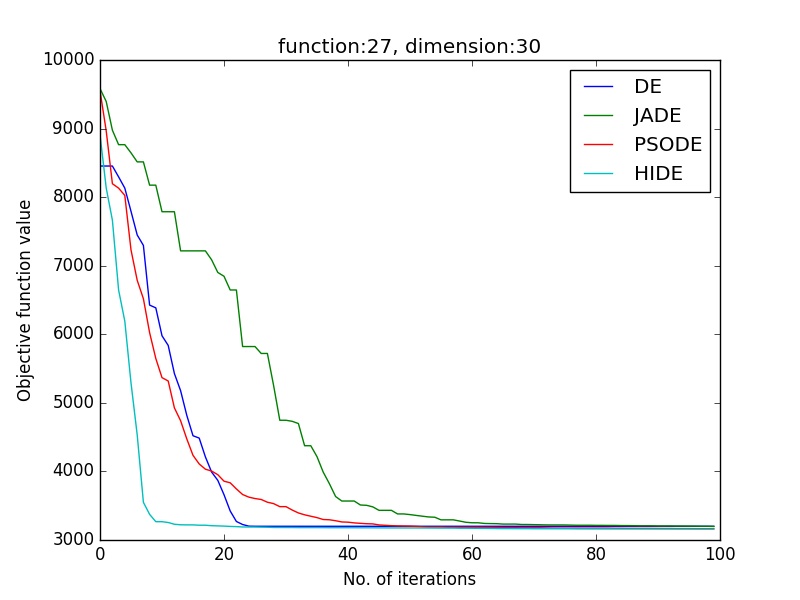 function:27, dimension:30
10000
9000
8000
7000
6000
5000
4000
3000
Objective function value
DE
JADE
PSODE
HIDE
0 20 40 60 80 100
No. of iterations